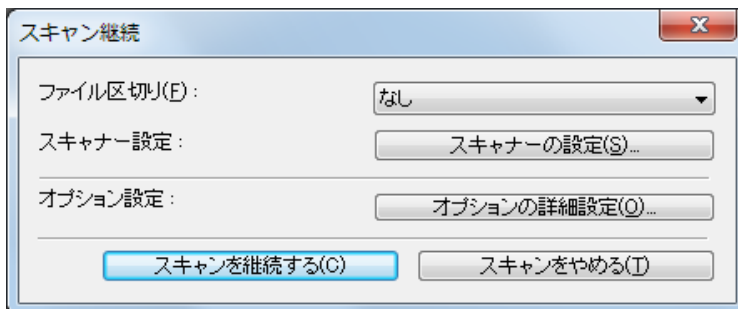 スキャン継続
ファイル区切り(F) :
なし
スキャナー設定 :
スキャナーの設定(S)...
オプション設定 :
オプションの詳細設定(O)...
スキャンを継続する(C)
スキャンをやめる(T)